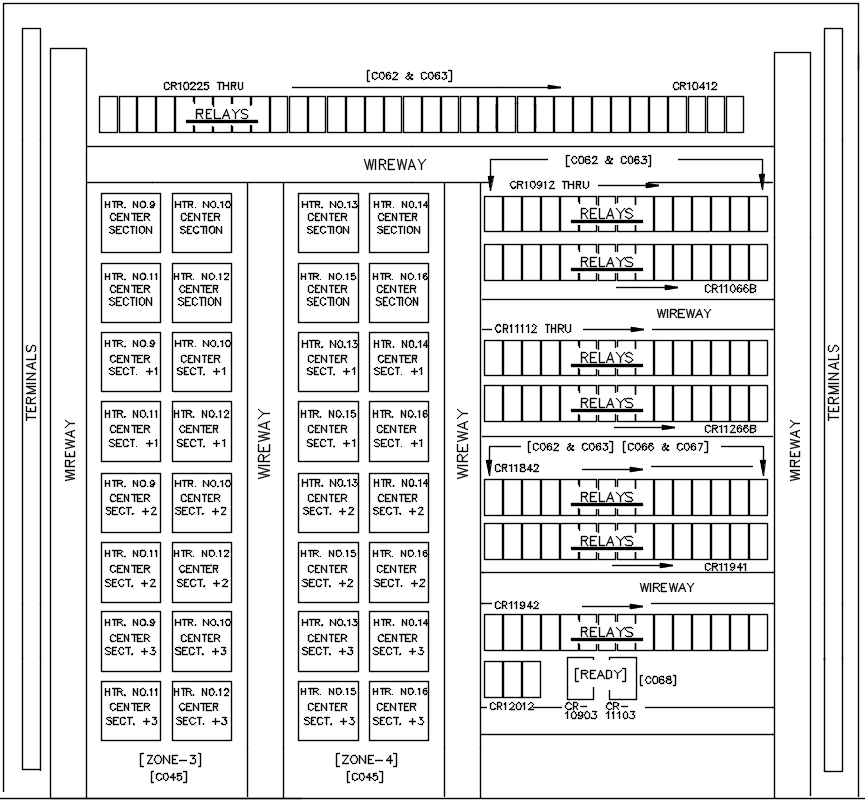 [C062 & C063]
CR10225 THRU
CR10412
RELAYS
WIREWAY
[C062 & C063]
CR10912 THRU
RELAYS
RELAYS
CR11066B
WIREWAY
CR11112 THRU
RELAYS
RELAYS
CR11266B
[C062 & C063] [C066 & C067]
CR11842
RELAYS
RELAYS
CR11941
WIREWAY
CR11942
RELAYS
[READY]
[C068]
CR12012
CR-
10903
CR-
11103
TERMINALS
WIREWAY
HTR. NO.9
CENTER
SECTION
HTR. NO.10
CENTER
SECTION
HTR. NO.11
CENTER
SECTION
HTR. NO.12
CENTER
SECTION
HTR. NO.9
CENTER
SECT. +1
HTR. NO.10
CENTER
SECT. +1
HTR. NO.11
CENTER
SECT. +1
HTR. NO.12
CENTER
SECT. +1
HTR. NO.9
CENTER
SECT. +2
HTR. NO.10
CENTER
SECT. +2
HTR. NO.11
CENTER
SECT. +2
HTR. NO.12
CENTER
SECT. +2
HTR. NO.9
CENTER
SECT. +3
HTR. NO.10
CENTER
SECT. +3
HTR. NO.11
CENTER
SECT. +3
HTR. NO.12
CENTER
SECT. +3
[ZONE-3]
[C045]
WIREWAY
HTR. NO.13
CENTER
SECTION
HTR. NO.14
CENTER
SECTION
HTR. NO.15
CENTER
SECTION
HTR. NO.16
CENTER
SECTION
HTR. NO.13
CENTER
SECT. +1
HTR. NO.14
CENTER
SECT. +1
HTR. NO.15
CENTER
SECT. +1
HTR. NO.16
CENTER
SECT. +1
HTR. NO.13
CENTER
SECT. +2
HTR. NO.14
CENTER
SECT. +2
HTR. NO.15
CENTER
SECT. +2
HTR. NO.16
CENTER
SECT. +2
HTR. NO.13
CENTER
SECT. +3
HTR. NO.14
CENTER
SECT. +3
HTR. NO.15
CENTER
SECT. +3
HTR. NO.16
CENTER
SECT. +3
[ZONE-4]
[C045]
WIREWAY
WIREWAY
TERMINALS